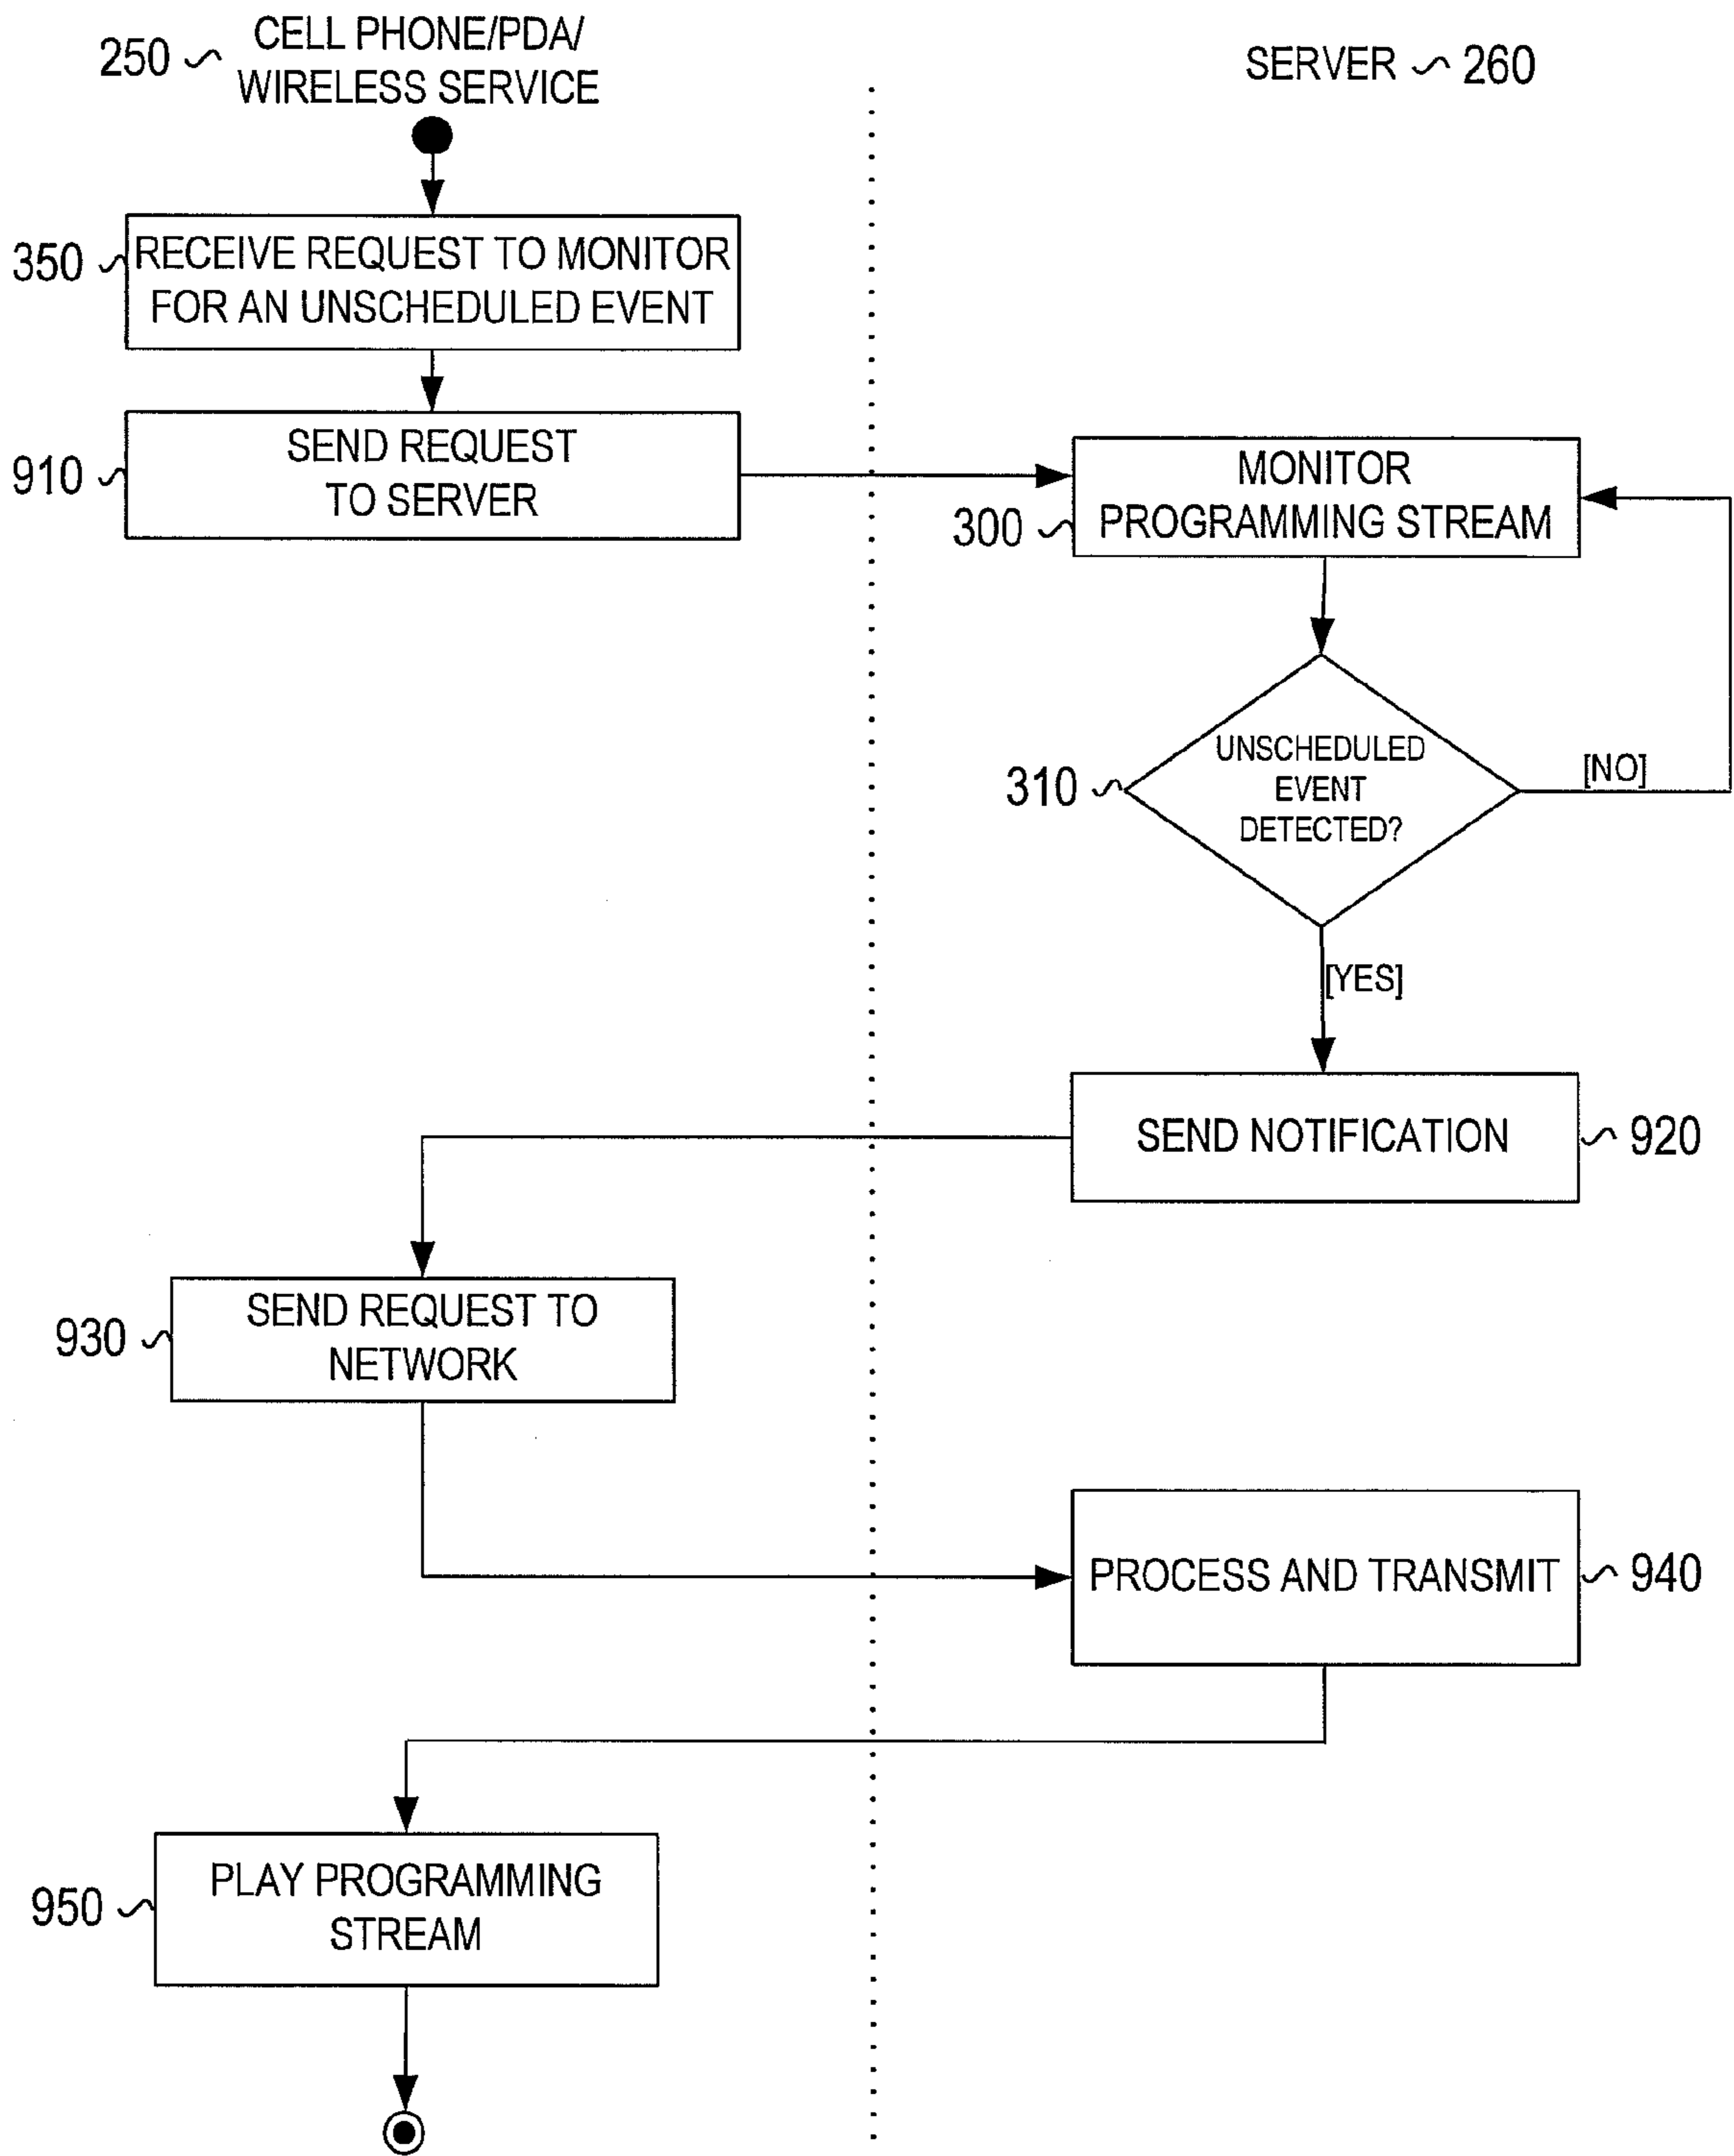 250
CELL PHONE/PDA/
WIRELESS SERVICE
SERVER 260
350
RECEIVE REQUEST TO MONITOR
FOR AN UNSCHEDULED EVENT
910
SEND REQUEST
TO SERVER
300
MONITOR
PROGRAMMING STREAM
310
UNSCHEDULED
EVENT
DETECTED?
[NO]
[YES]
SEND NOTIFICATION
920
930
SEND REQUEST TO
NETWORK
PROCESS AND TRANSMIT
940
950
PLAY PROGRAMMING
STREAM